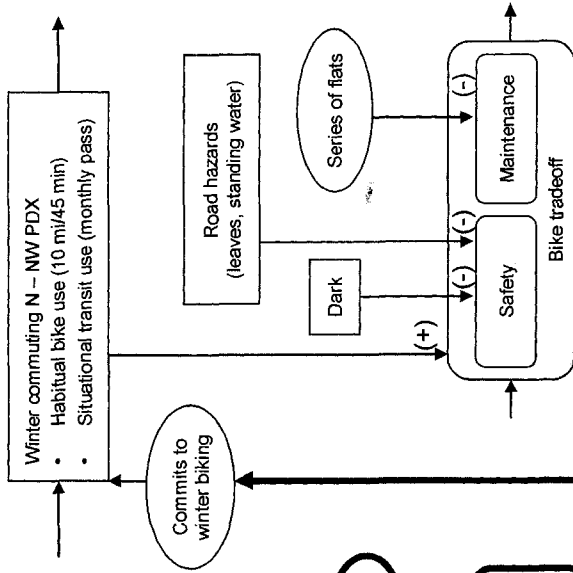 Winter commuting N – NW PDX
• Habitual bike use (10 mi/45 min)
• Situational transit use (monthly pass)
Commits to
winter biking
Road hazards
(leaves, standing water)
Dark
Series of flats
(+)
(-)
(-)
(-)
Safety
Maintenance
Bike tradeoff